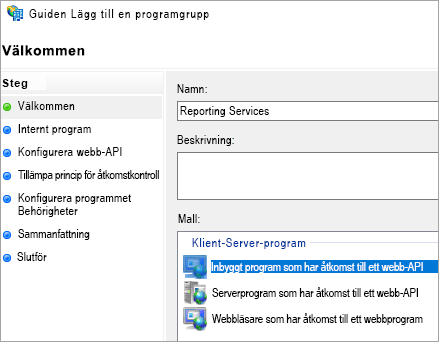 Guiden Lägg till en programgrupp
Välkommen
Steg
Välkommen
Internt program
Konfigurera webb-API
Tillämpa princip för åtkomstkontroll
Konfigurera programmet
Behörigheter
Sammanfattning
Slutför
Namn:
Reporting Services
Beskrivning:
Mall:
Klient-Server-program
Inbyggt program som har åtkomst till ett webb-API
Serverprogram som har åtkomst till ett webb-API
Webbläsare som har åtkomst till ett webbprogram